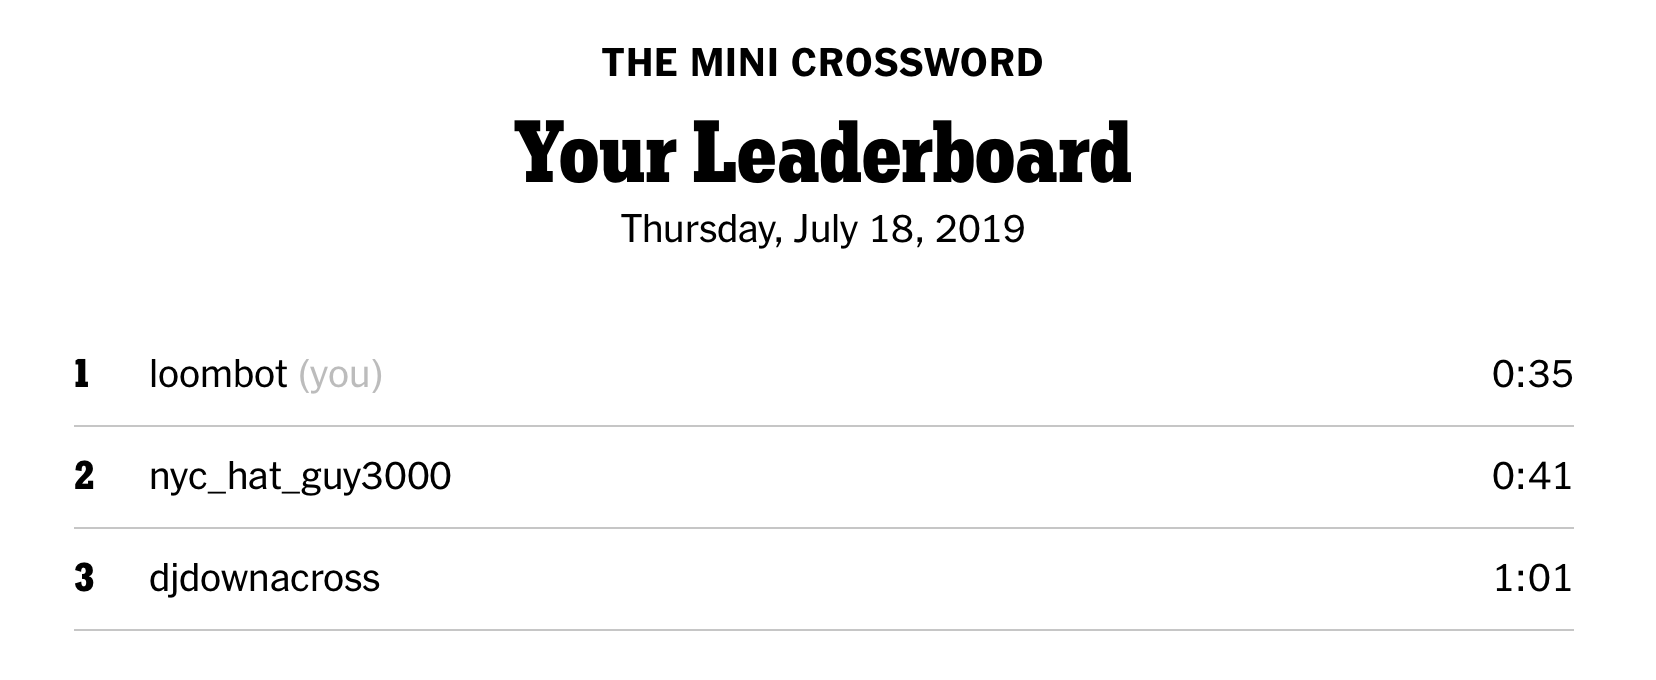 THE MINI CROSSWORD
Your Leaderboard
Thursday, July 18, 2019
1 loombot (you) 0:35
2 nyc_hat_guy3000 0:41
3 djdownacross 1:01